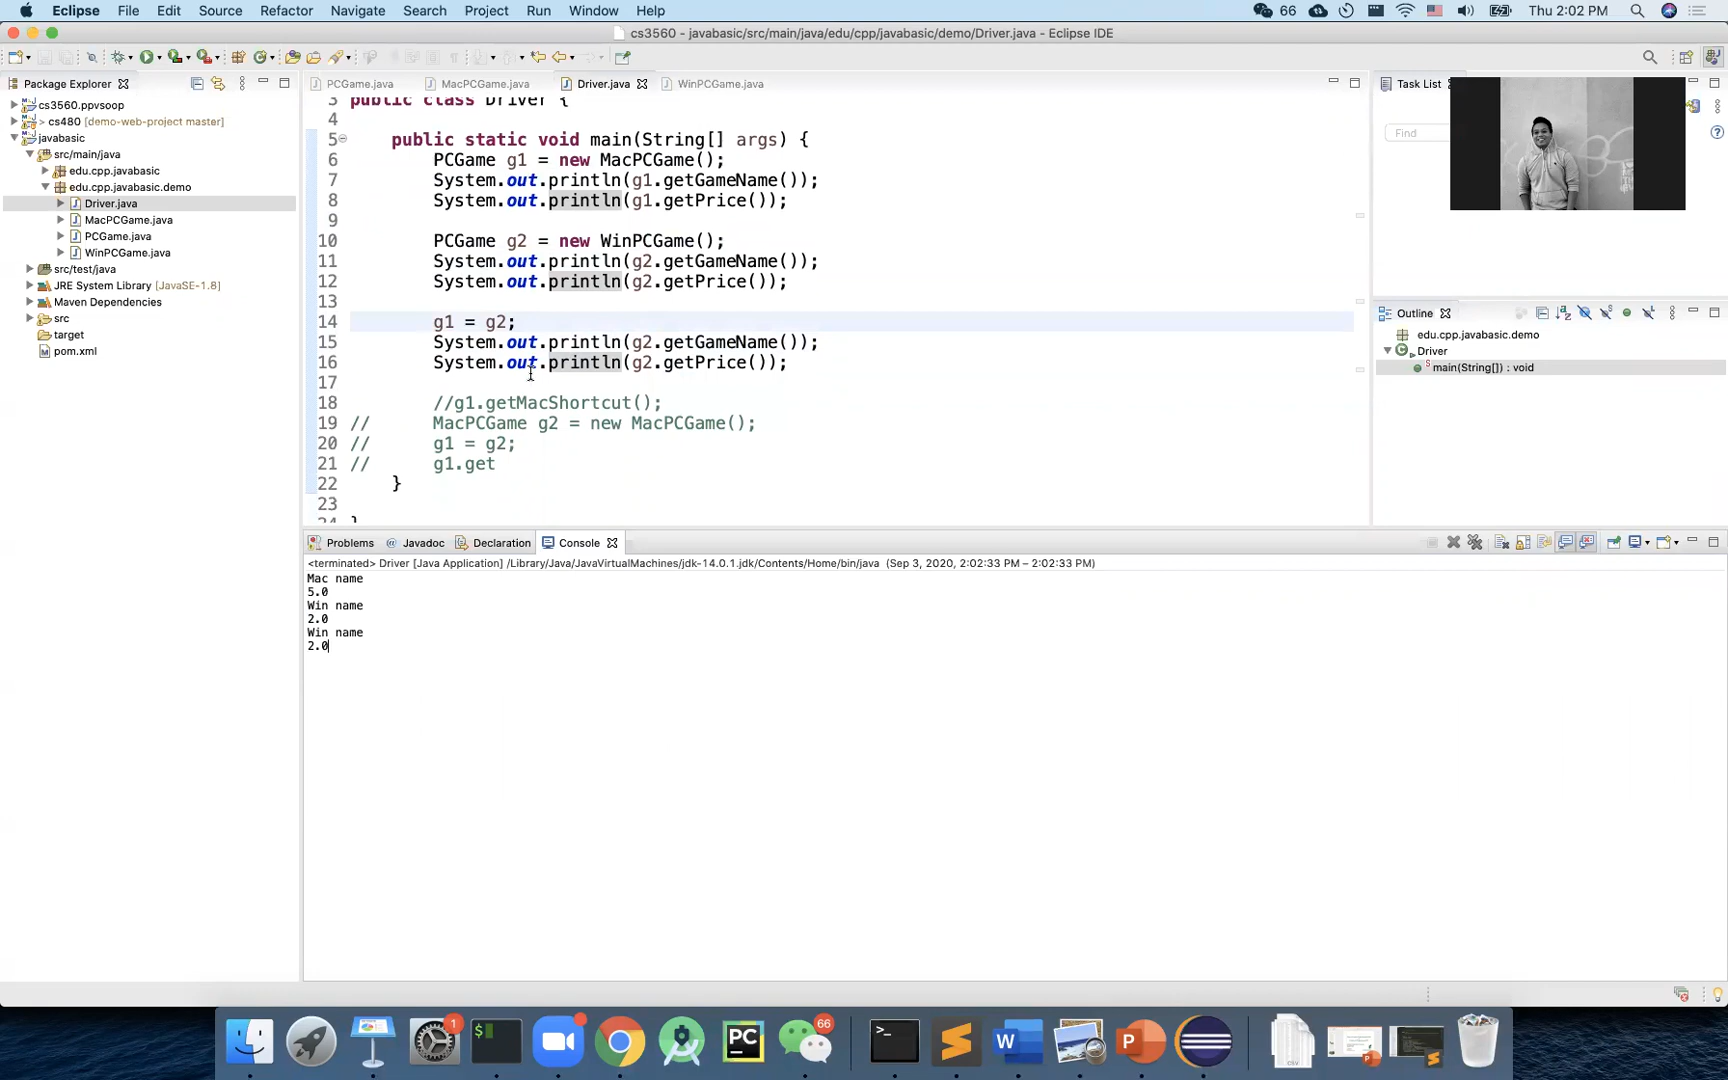 Eclipse File Edit Source Refactor Navigate Search Project Run Window Help 66 Thu 2:02 PM
cs3560 - javabasic/src/main/java/edu/cpp/javabasic/demo/Driver.java - Eclipse IDE
Package Explorer
cs3560.ppvsoop
> cs480 [demo-web-project master]
javabasic
src/main/java
edu.cpp.javabasic
edu.cpp.javabasic.demo
Driver.java
MacPCGame.java
PCGame.java
WinPCGame.java
src/test/java
JRE System Library [JavaSE-1.8]
Maven Dependencies
src
target
pom.xml
PCGame.java MacPCGame.java Driver.java WinPCGame.java
3 public class Driver {
4
5 public static void main(String[] args) {
6 PCGame g1 = new MacPCGame();
7 System.out.println(g1.getGameName());
8 System.out.println(g1.getPrice());
9
10 PCGame g2 = new WinPCGame();
11 System.out.println(g2.getGameName());
12 System.out.println(g2.getPrice());
13
14 g1 = g2;
15 System.out.println(g2.getGameName());
16 System.out.println(g2.getPrice());
17
18 //g1.getMacShortcut();
19 // MacPCGame g2 = new MacPCGame();
20 // g1 = g2;
21 // g1.get
22 }
23
24 }
Task List
Find
Outline
edu.cpp.javabasic.demo
Driver
main(String[]) : void
Problems @ Javadoc Declaration Console
<terminated> Driver [Java Application] /Library/Java/JavaVirtualMachines/jdk-14.0.1.jdk/Contents/Home/bin/java (Sep 3, 2020, 2:02:33 PM – 2:02:33 PM)
Mac name
5.0
Win name
2.0
Win name
2.0
1
66
PC
W
P